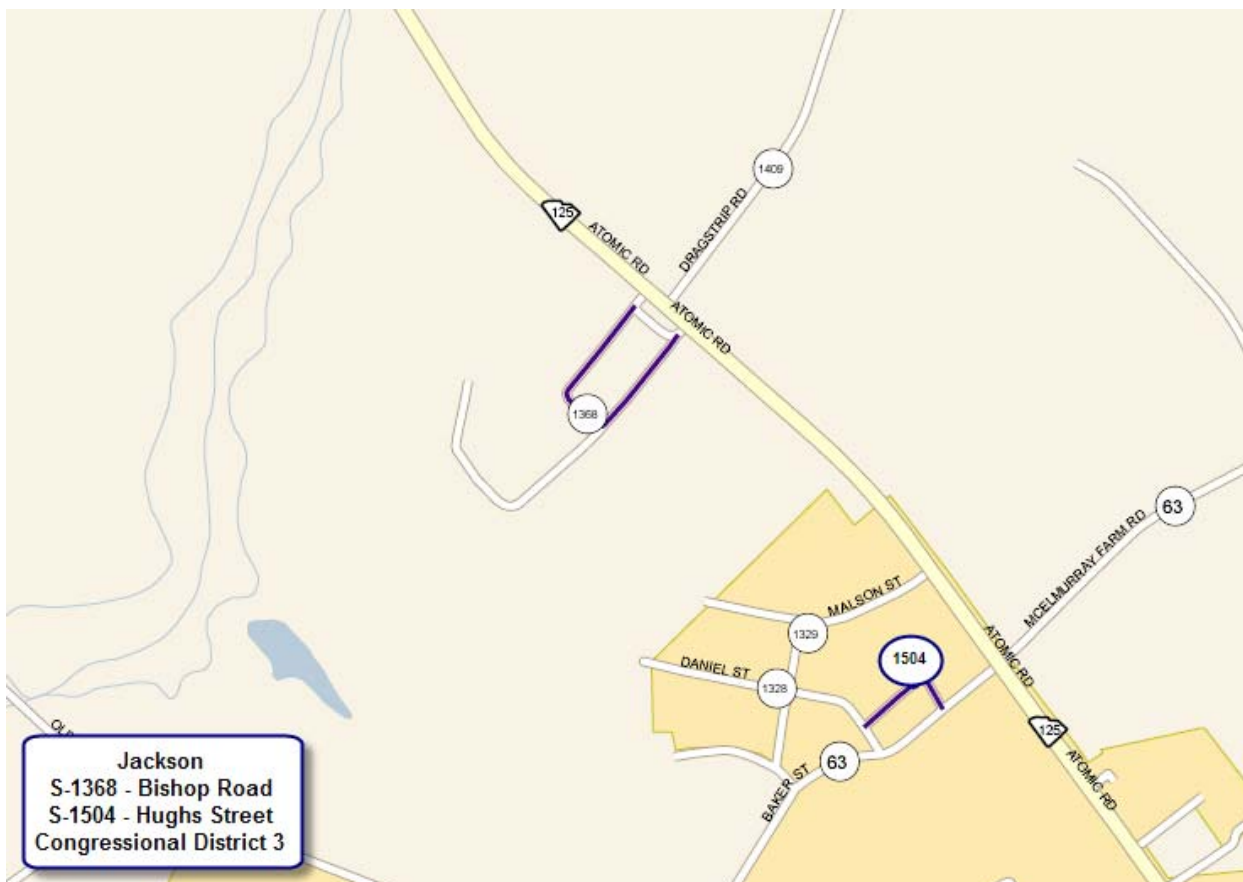 1409
DRAGSTRIP RD
125
ATOMIC RD
ATOMIC RD
1368
63
MCELMURRAY FARM RD
MALSON ST
1329
1504
DANIEL ST
1328
ATOMIC RD
125
63
BAKER ST
ATOMIC RD
Jackson
S-1368 - Bishop Road
S-1504 - Hughs Street
Congressional District 3